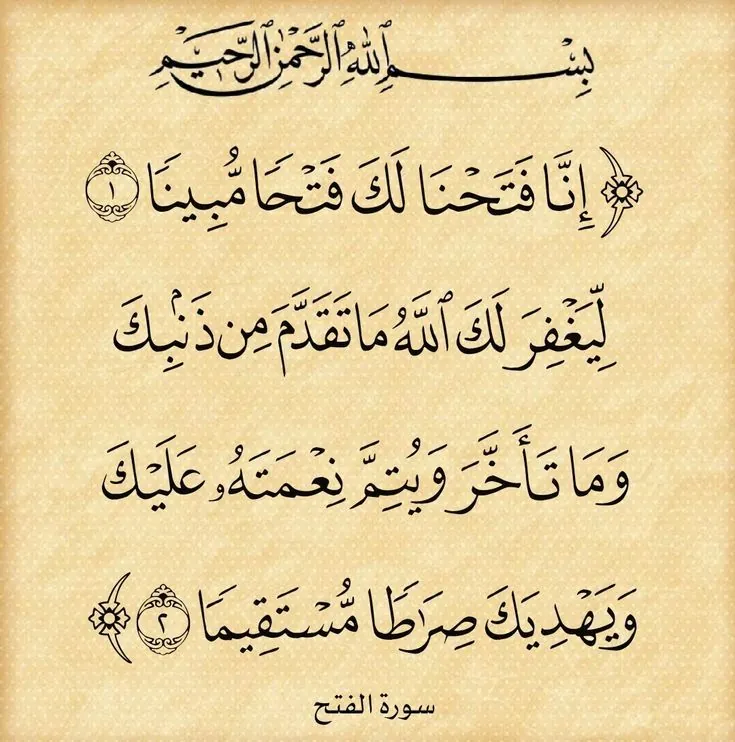 بِسْمِ ٱللَّهِ ٱلرَّحْمَٰنِ ٱلرَّحِيمِ
﴿ إِنَّا فَتَحْنَا لَكَ فَتْحًا مُّبِينًا ١
لِّيَغْفِرَ لَكَ ٱللَّهُ مَا تَقَدَّمَ مِن ذَنۢبِكَ
وَمَا تَأَخَّرَ وَيُتِمَّ نِعْمَتَهُۥ عَلَيْكَ
وَيَهْدِيَكَ صِرَٰطًا مُّسْتَقِيمًا ٢ ﴾
سورة الفتح